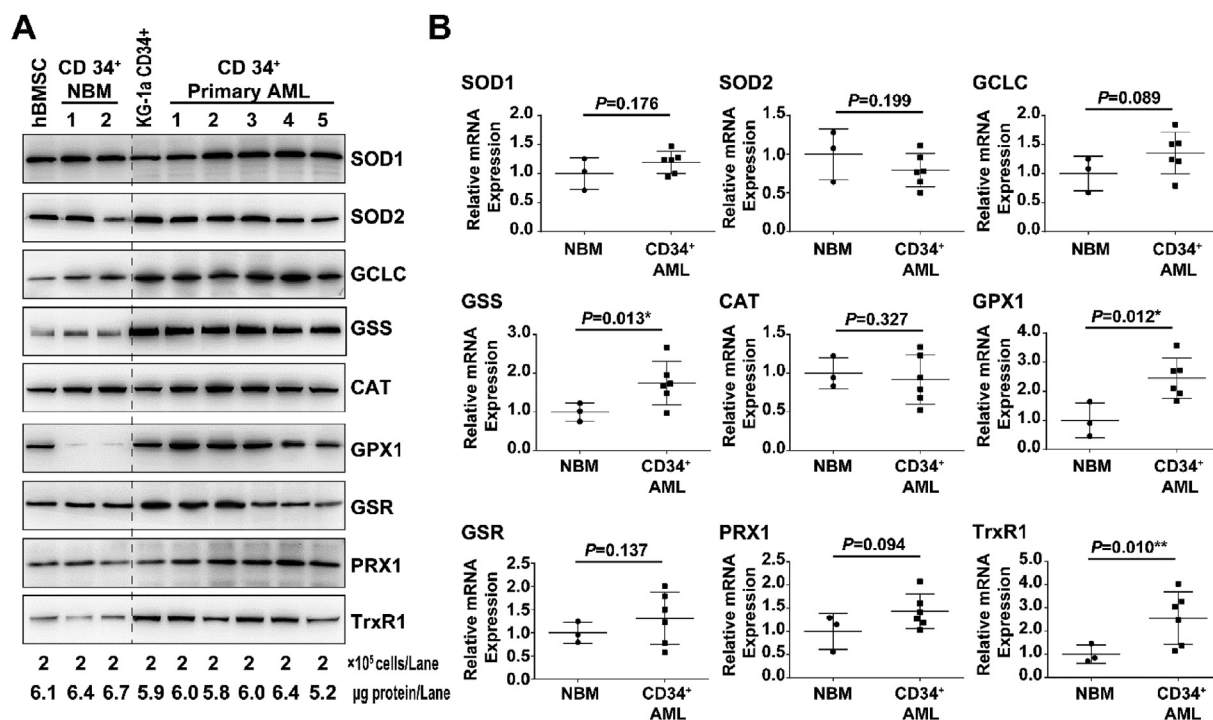 A
hBMSC
CD 34⁺
NBM
1 2
KG-1a CD34+
CD 34⁺
Primary AML
1 2 3 4 5
SOD1
SOD2
GCLC
GSS
CAT
GPX1
GSR
PRX1
TrxR1
2 2 2 2 2 2 2 2 2 ×10⁵ cells/Lane
6.1 6.4 6.7 5.9 6.0 5.8 6.0 6.4 5.2 µg protein/Lane
B
SOD1
P=0.176
Relative mRNA
Expression
2.0
1.5
1.0
0.5
0.0
NBM CD34⁺
AML
SOD2
P=0.199
Relative mRNA
Expression
1.5
1.0
0.5
0.0
NBM CD34⁺
AML
GCLC
P=0.089
Relative mRNA
Expression
2.0
1.5
1.0
0.5
0.0
NBM CD34⁺
AML
GSS
P=0.013*
Relative mRNA
Expression
3.0
2.0
1.0
0.0
NBM CD34⁺
AML
CAT
P=0.327
Relative mRNA
Expression
1.5
1.0
0.5
0.0
NBM CD34⁺
AML
GPX1
P=0.012*
Relative mRNA
Expression
4.0
3.0
2.0
1.0
0.0
NBM CD34⁺
AML
GSR
P=0.137
Relative mRNA
Expression
2.5
2.0
1.5
1.0
0.5
0.0
NBM CD34⁺
AML
PRX1
P=0.094
Relative mRNA
Expression
2.5
2.0
1.5
1.0
0.5
0.0
NBM CD34⁺
AML
TrxR1
P=0.010**
Relative mRNA
Expression
5.0
4.0
3.0
2.0
1.0
0.0
NBM CD34⁺
AML